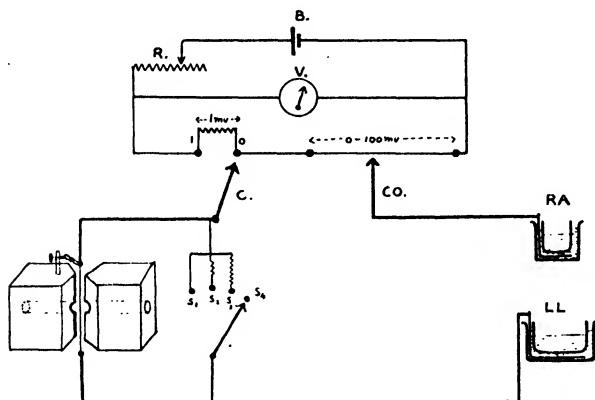 B.
R.
V.
1mv
1
0
0-100mv
C.
CO.
RA
S₁
S₂
S₃
S₄
LL